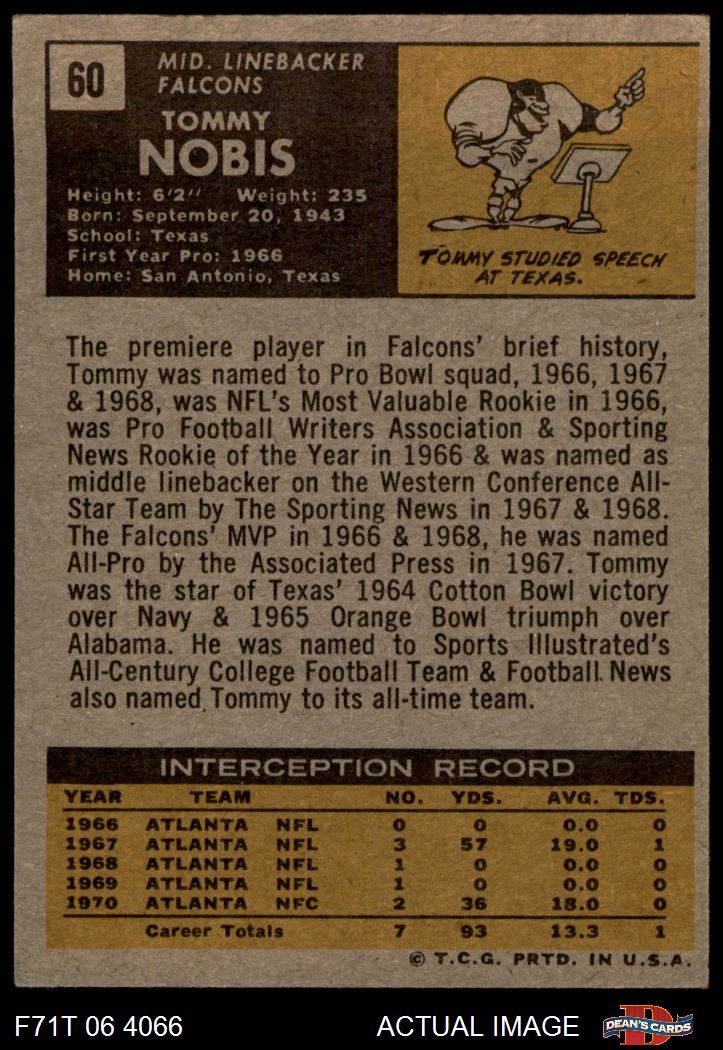 60
MID. LINEBACKER
FALCONS
TOMMY
NOBIS
Height: 6'2" Weight: 235
Born: September 20, 1943
School: Texas
First Year Pro: 1966
Home: San Antonio, Texas
TOMMY STUDIED SPEECH
AT TEXAS.
The premiere player in Falcons' brief history,
Tommy was named to Pro Bowl squad, 1966, 1967
& 1968, was NFL's Most Valuable Rookie in 1966,
was Pro Football Writers Association & Sporting
News Rookie of the Year in 1966 & was named as
middle linebacker on the Western Conference All-
Star Team by The Sporting News in 1967 & 1968.
The Falcons' MVP in 1966 & 1968, he was named
All-Pro by the Associated Press in 1967. Tommy
was the star of Texas' 1964 Cotton Bowl victory
over Navy & 1965 Orange Bowl triumph over
Alabama. He was named to Sports Illustrated's
All-Century College Football Team & Football News
also named Tommy to its all-time team.
INTERCEPTION RECORD
YEAR TEAM NO. YDS. AVG. TDS.
1966 ATLANTA NFL 0 0 0.0 0
1967 ATLANTA NFL 3 57 19.0 1
1968 ATLANTA NFL 1 0 0.0 0
1969 ATLANTA NFL 1 0 0.0 0
1970 ATLANTA NFC 2 36 18.0 0
Career Totals 7 93 13.3 1
© T.C.G. PRTD. IN U.S.A.
F71T 06 4066 ACTUAL IMAGE
D
DEAN'S CARDS